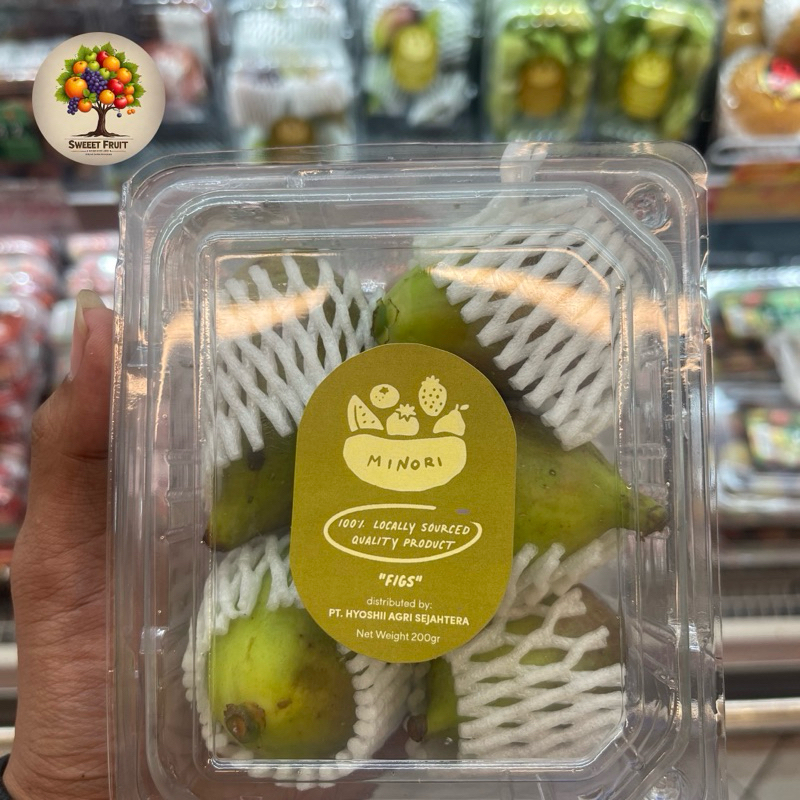 SWEEET FRUIT
MINORI
100% LOCALLY SOURCED
QUALITY PRODUCT
"FIGS"
distributed by:
PT. HYOSHII AGRI SEJAHTERA
Net Weight 200gr